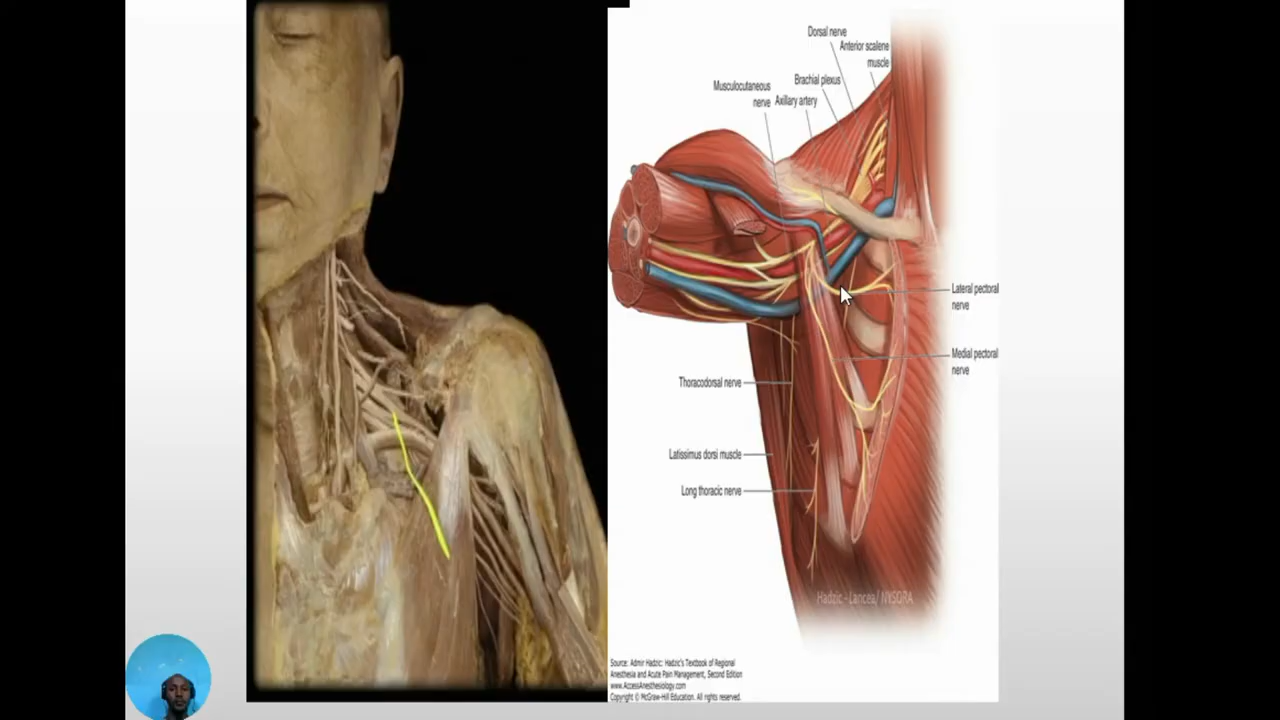 Dorsal nerve
Anterior scalene
muscle
Brachial plexus
Musculocutaneous
nerve
Axillary artery
Lateral pectoral
nerve
Medial pectoral
nerve
Thoracodorsal nerve
Latissimus dorsi muscle
Long thoracic nerve
Hadzic - Lancea/ NYSORA
Source: Admir Hadzic: Hadzic's Textbook of Regional
Anesthesia and Acute Pain Management, Second Edition
www.AccessAnesthesiology.com
Copyright © McGraw-Hill Education. All rights reserved.